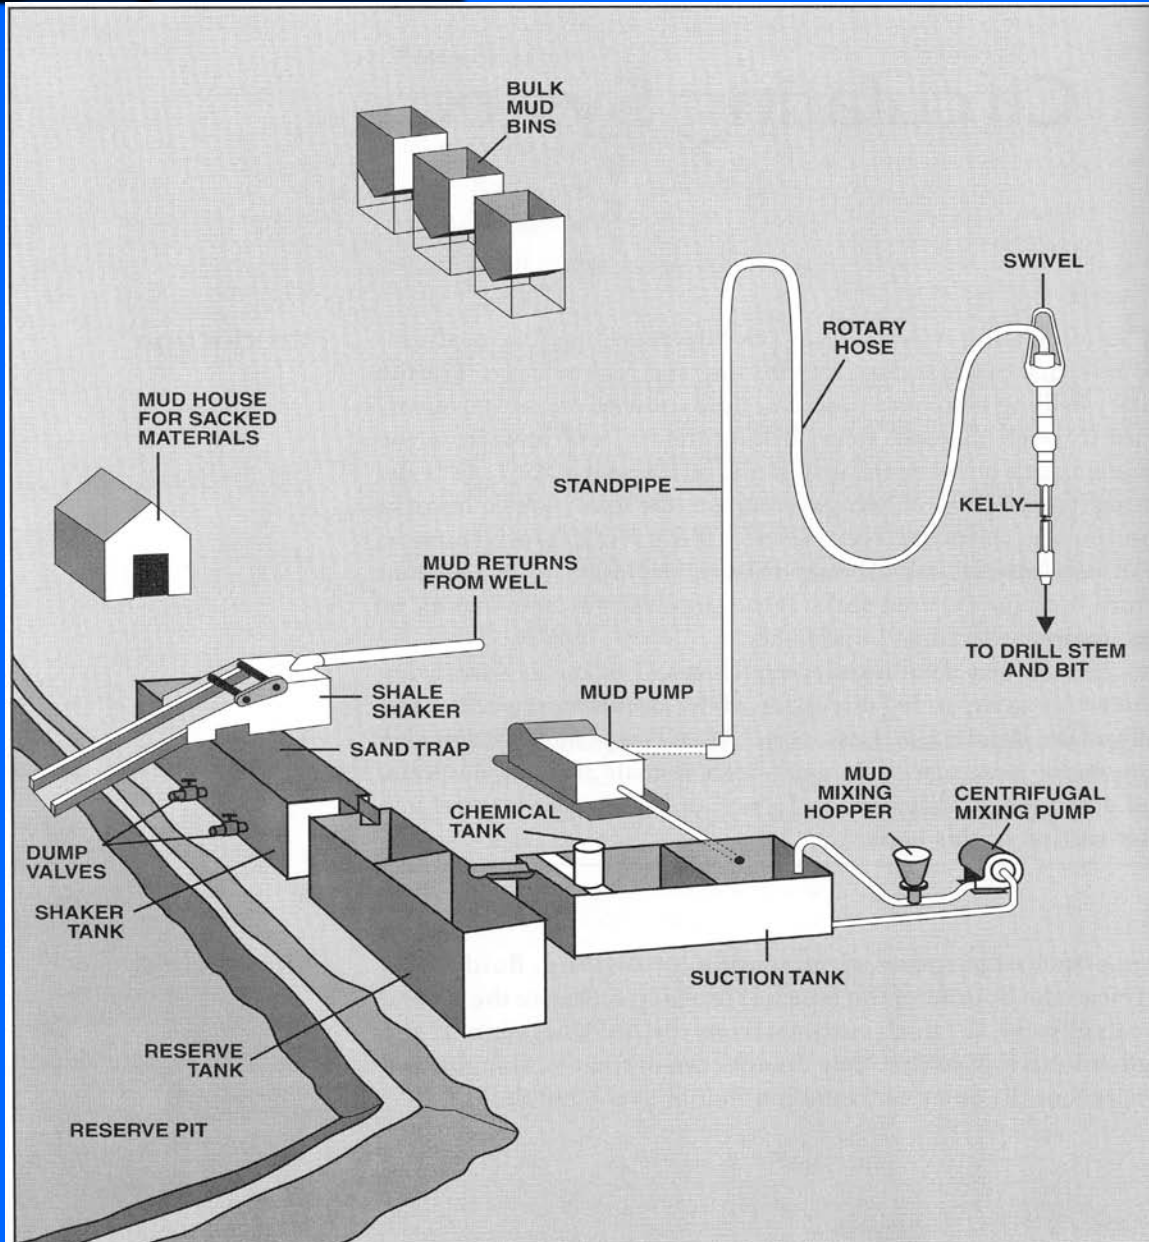 BULK
MUD
BINS
SWIVEL
ROTARY
HOSE
MUD HOUSE
FOR SACKED
MATERIALS
STANDPIPE
KELLY
MUD RETURNS
FROM WELL
TO DRILL STEM
AND BIT
SHALE
SHAKER
MUD PUMP
SAND TRAP
MUD
MIXING
HOPPER
CENTRIFUGAL
MIXING PUMP
CHEMICAL
TANK
DUMP
VALVES
SHAKER
TANK
SUCTION TANK
RESERVE
TANK
RESERVE PIT